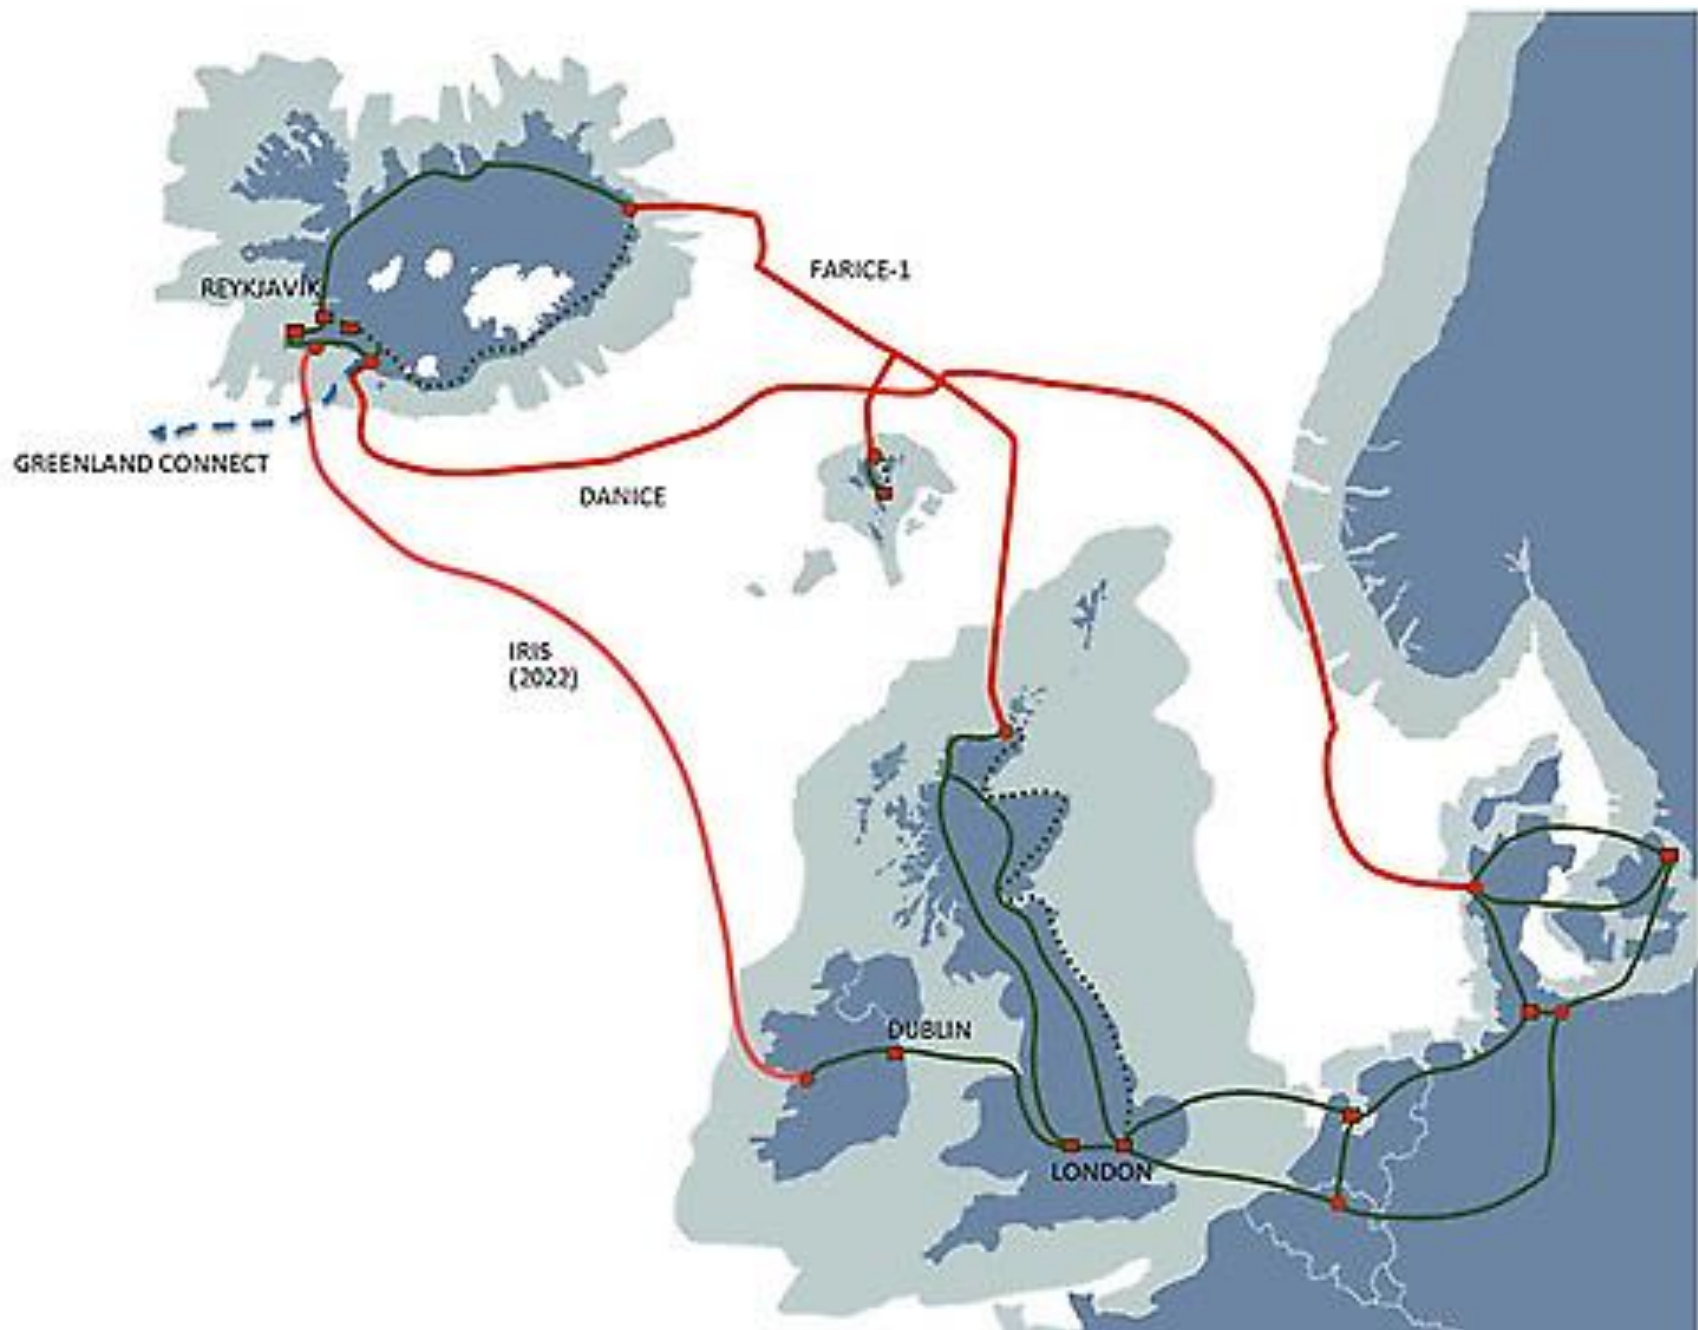 FARICE-1
REYKJAVÍK
GREENLAND CONNECT
DANICE
IRIS
(2022)
DUBLIN
LONDON